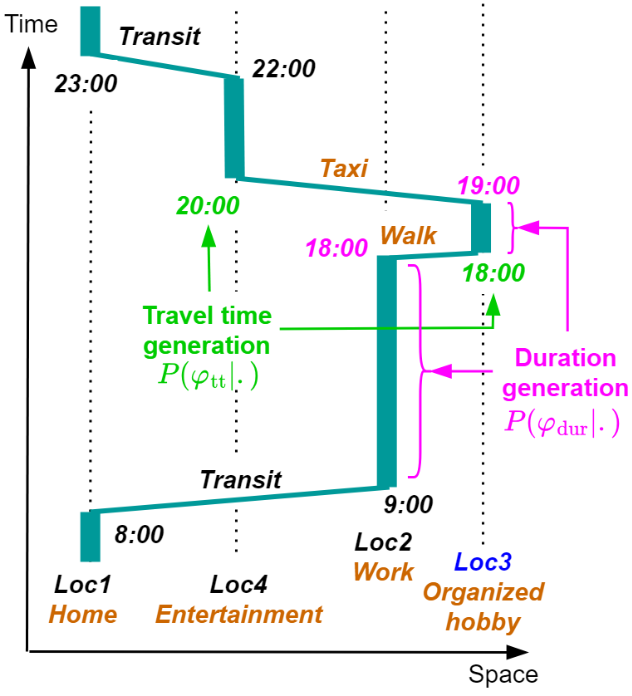 Time
Transit
23:00
22:00
Taxi
20:00
19:00
Walk
18:00
18:00
Travel time
generation
P(φtt|.)
Duration
generation
P(φdur|.)
Transit
8:00
9:00
Loc1
Home
Loc4
Entertainment
Loc2
Work
Loc3
Organized
hobby
Space